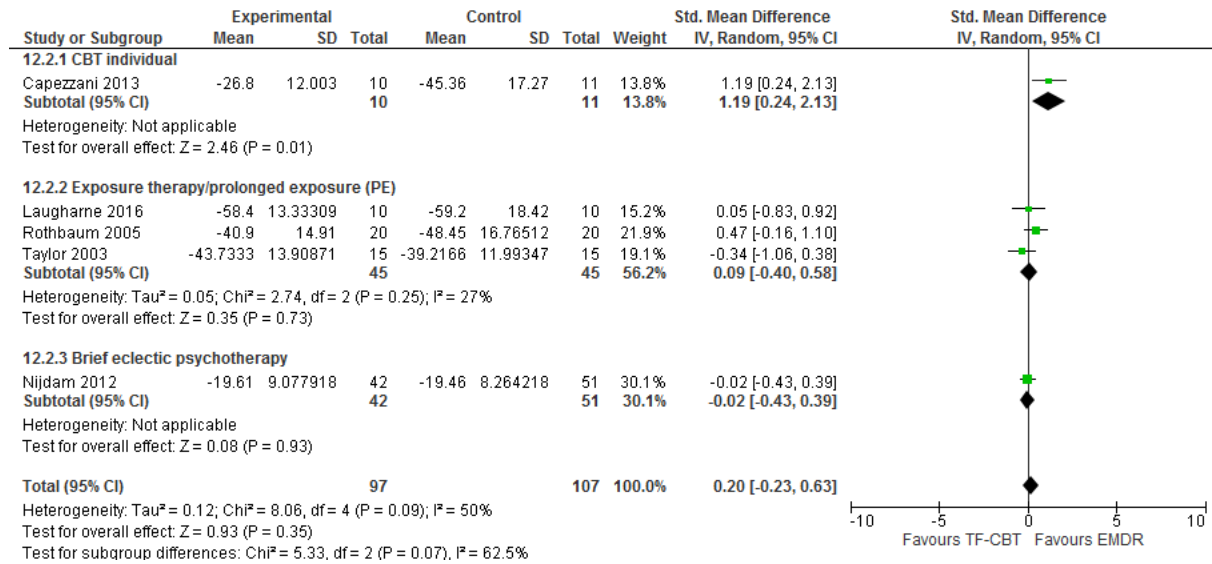 Experimental Control Std. Mean Difference Std. Mean Difference
Study or Subgroup Mean SD Total Mean SD Total Weight IV, Random, 95% CI IV, Random, 95% CI
12.2.1 CBT individual
Capezzani 2013 -26.8 12.003 10 -45.36 17.27 11 13.8% 1.19 [0.24, 2.13]
Subtotal (95% CI) 10 11 13.8% 1.19 [0.24, 2.13]
Heterogeneity: Not applicable
Test for overall effect: Z = 2.46 (P = 0.01)
12.2.2 Exposure therapy/prolonged exposure (PE)
Laugharne 2016 -58.4 13.33309 10 -59.2 18.42 10 15.2% 0.05 [-0.83, 0.92]
Rothbaum 2005 -40.9 14.91 20 -48.45 16.76512 20 21.9% 0.47 [-0.16, 1.10]
Taylor 2003 -43.7333 13.90871 15 -39.2166 11.99347 15 19.1% -0.34 [-1.06, 0.38]
Subtotal (95% CI) 45 45 56.2% 0.09 [-0.40, 0.58]
Heterogeneity: Tau² = 0.05; Chi² = 2.74, df = 2 (P = 0.25); I² = 27%
Test for overall effect: Z = 0.35 (P = 0.73)
12.2.3 Brief eclectic psychotherapy
Nijdam 2012 -19.61 9.077918 42 -19.46 8.264218 51 30.1% -0.02 [-0.43, 0.39]
Subtotal (95% CI) 42 51 30.1% -0.02 [-0.43, 0.39]
Heterogeneity: Not applicable
Test for overall effect: Z = 0.08 (P = 0.93)
Total (95% CI) 97 107 100.0% 0.20 [-0.23, 0.63]
Heterogeneity: Tau² = 0.12; Chi² = 8.06, df = 4 (P = 0.09); I² = 50%
Test for overall effect: Z = 0.93 (P = 0.35)
Test for subgroup differences: Chi² = 5.33, df = 2 (P = 0.07), I² = 62.5%
-10 -5 0 5 10
Favours TF-CBT Favours EMDR